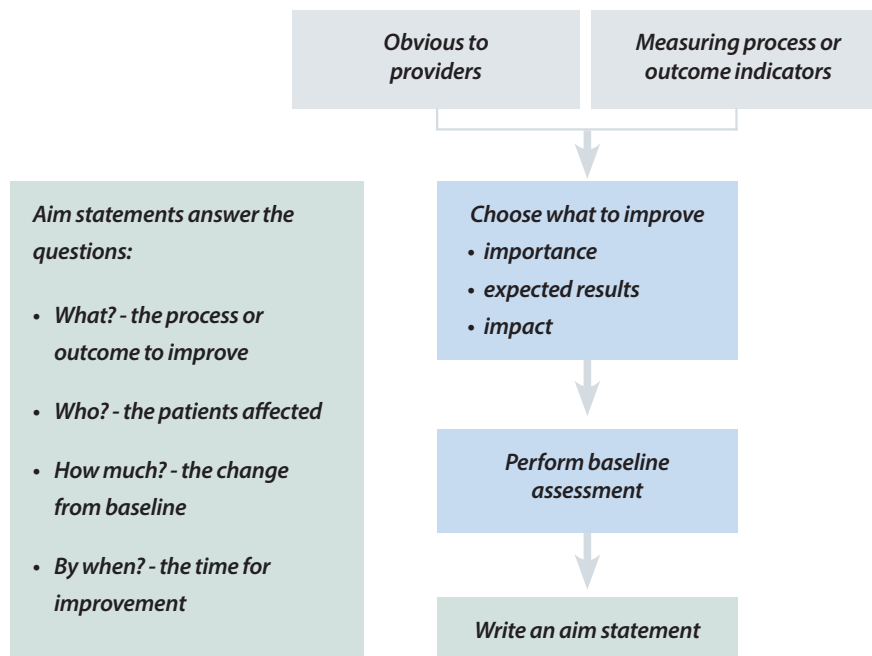 Obvious to
providers
Measuring process or
outcome indicators
Aim statements answer the
questions:
• What? - the process or
outcome to improve
• Who? - the patients affected
• How much? - the change
from baseline
• By when? - the time for
improvement
Choose what to improve
• importance
• expected results
• impact
Perform baseline
assessment
Write an aim statement